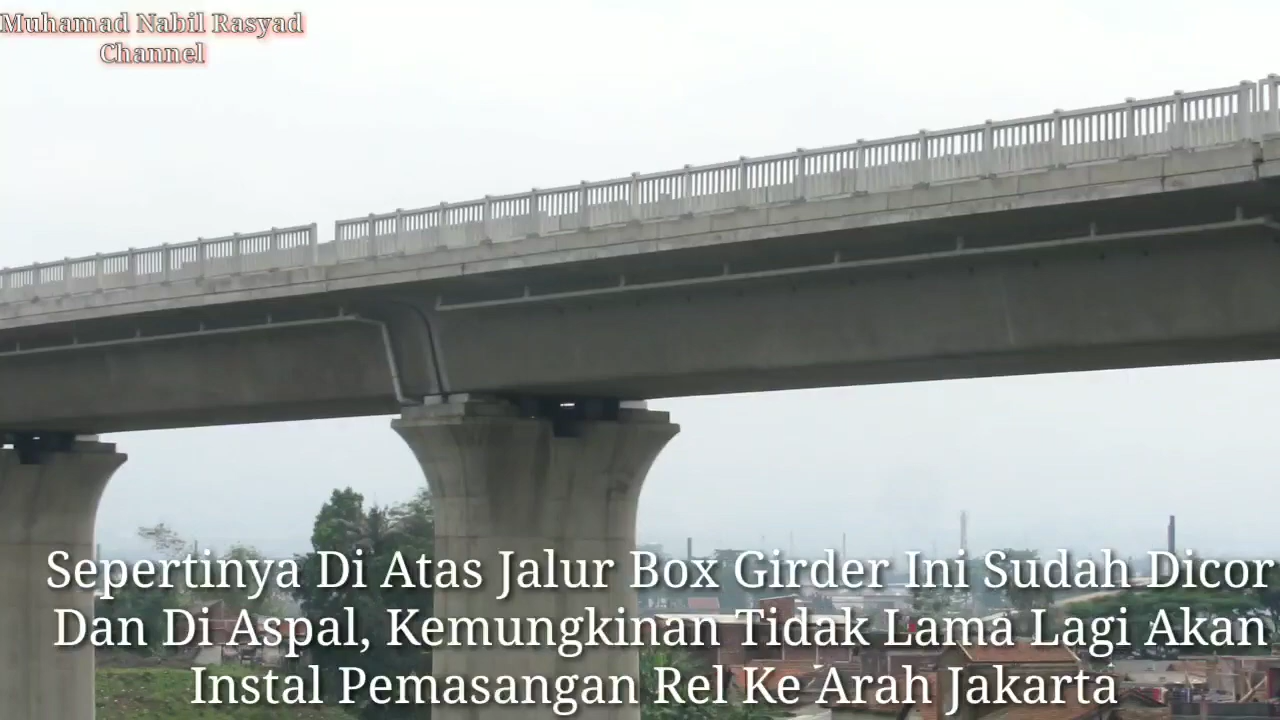 Muhamad Nabil Rasyad
Channel
Sepertinya Di Atas Jalur Box Girder Ini Sudah Dicor
Dan Di Aspal, Kemungkinan Tidak Lama Lagi Akan
Instal Pemasangan Rel Ke Arah Jakarta